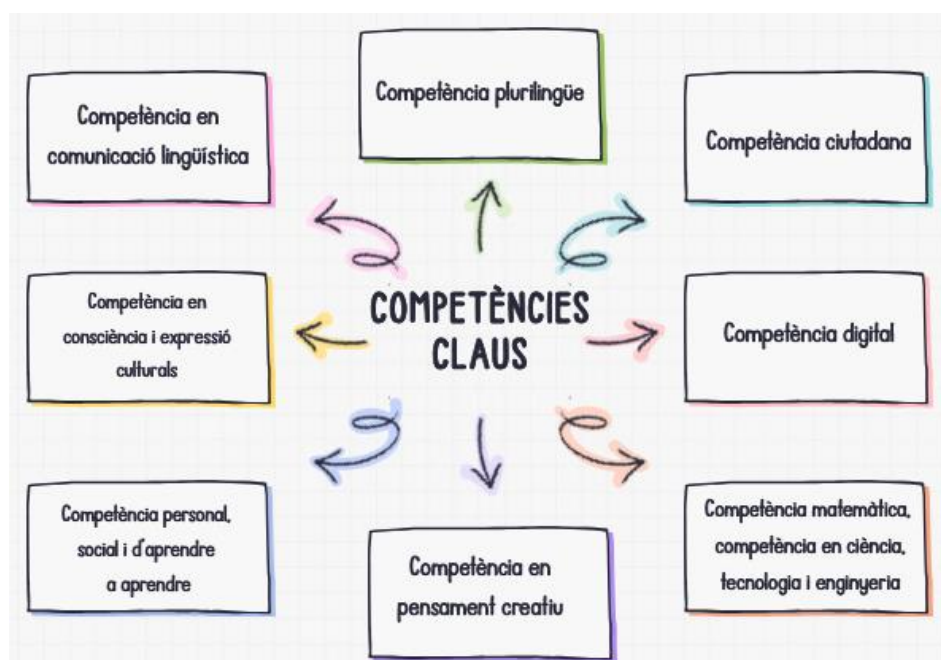 Competència en
comunicació lingüística
Competència plurilingüe
Competència ciutadana
Competència en
consciència i expressió
culturals
COMPETÈNCIES
CLAUS
Competència digital
Competència personal,
social i d'aprendre
a aprendre
Competència en
pensament creatiu
Competència matemàtica,
competència en ciència,
tecnologia i enginyeria